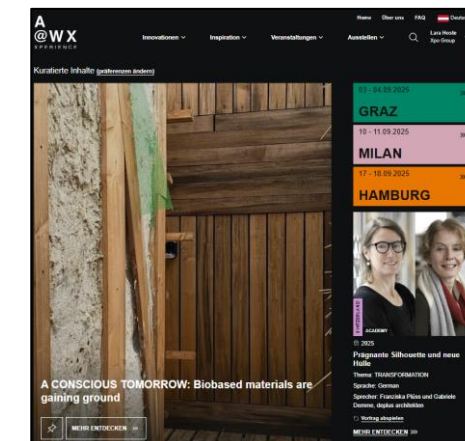 A
@WX
XPERIENCE
Home Über uns FAQ Deuts
Innovationen Inspiration Veranstaltungen Ausstellen
Lara Hoste
Xpo Group
Kuratierte Inhalte (präferenzen ändern)
03 - 04.09.2025
GRAZ
10 - 11.09.2025
MILAN
17 - 18.09.2025
HAMBURG
SWITZERLAND
ACADEMY
2025
Prägnante Silhouette und neue
Hülle
Thema: TRANSFORMATION
Sprache: German
Sprecher: Franziska Plüss und Gabriele
Demme, deplus architekten
Vortrag abspielen
MEHR ENTDECKEN
A CONSCIOUS TOMORROW: Biobased materials are
gaining ground
MEHR ENTDECKEN